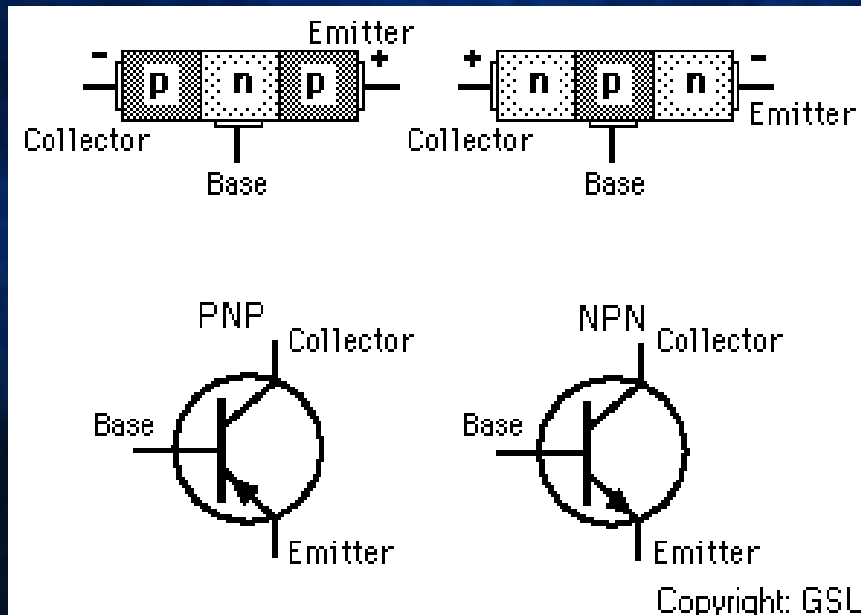 Emitter
- p n p +
Collector
Base
+ n p n -
Emitter
Collector
Base
PNP
Collector
Base
Emitter
NPN
Collector
Base
Emitter
Copyright: GSU